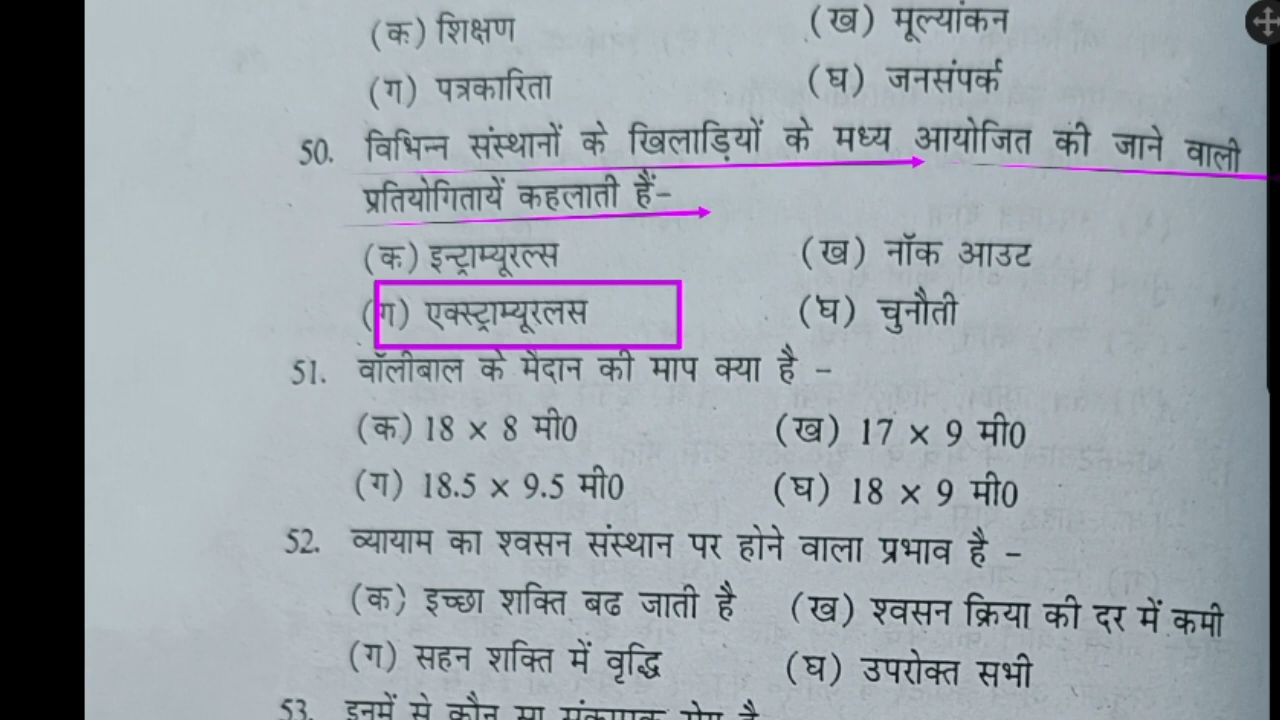 (क) शिक्षण (ख) मूल्यांकन
(ग) पत्रकारिता (घ) जनसंपर्क
50. विभिन्न संस्थानों के खिलाड़ियों के मध्य आयोजित की जाने वाली
प्रतियोगितायें कहलाती हैं-
(क) इन्ट्राम्यूरल्स (ख) नॉक आउट
(ग) एक्स्ट्राम्यूरलस (घ) चुनौती
51. वॉलीबाल के मैदान की माप क्या है -
(क) 18 × 8 मी0 (ख) 17 × 9 मी0
(ग) 18.5 × 9.5 मी0 (घ) 18 × 9 मी0
52. व्यायाम का श्वसन संस्थान पर होने वाला प्रभाव है -
(क) इच्छा शक्ति बढ जाती है (ख) श्वसन क्रिया की दर में कमी
(ग) सहन शक्ति में वृद्धि (घ) उपरोक्त सभी
53. इनमें से कौन सा